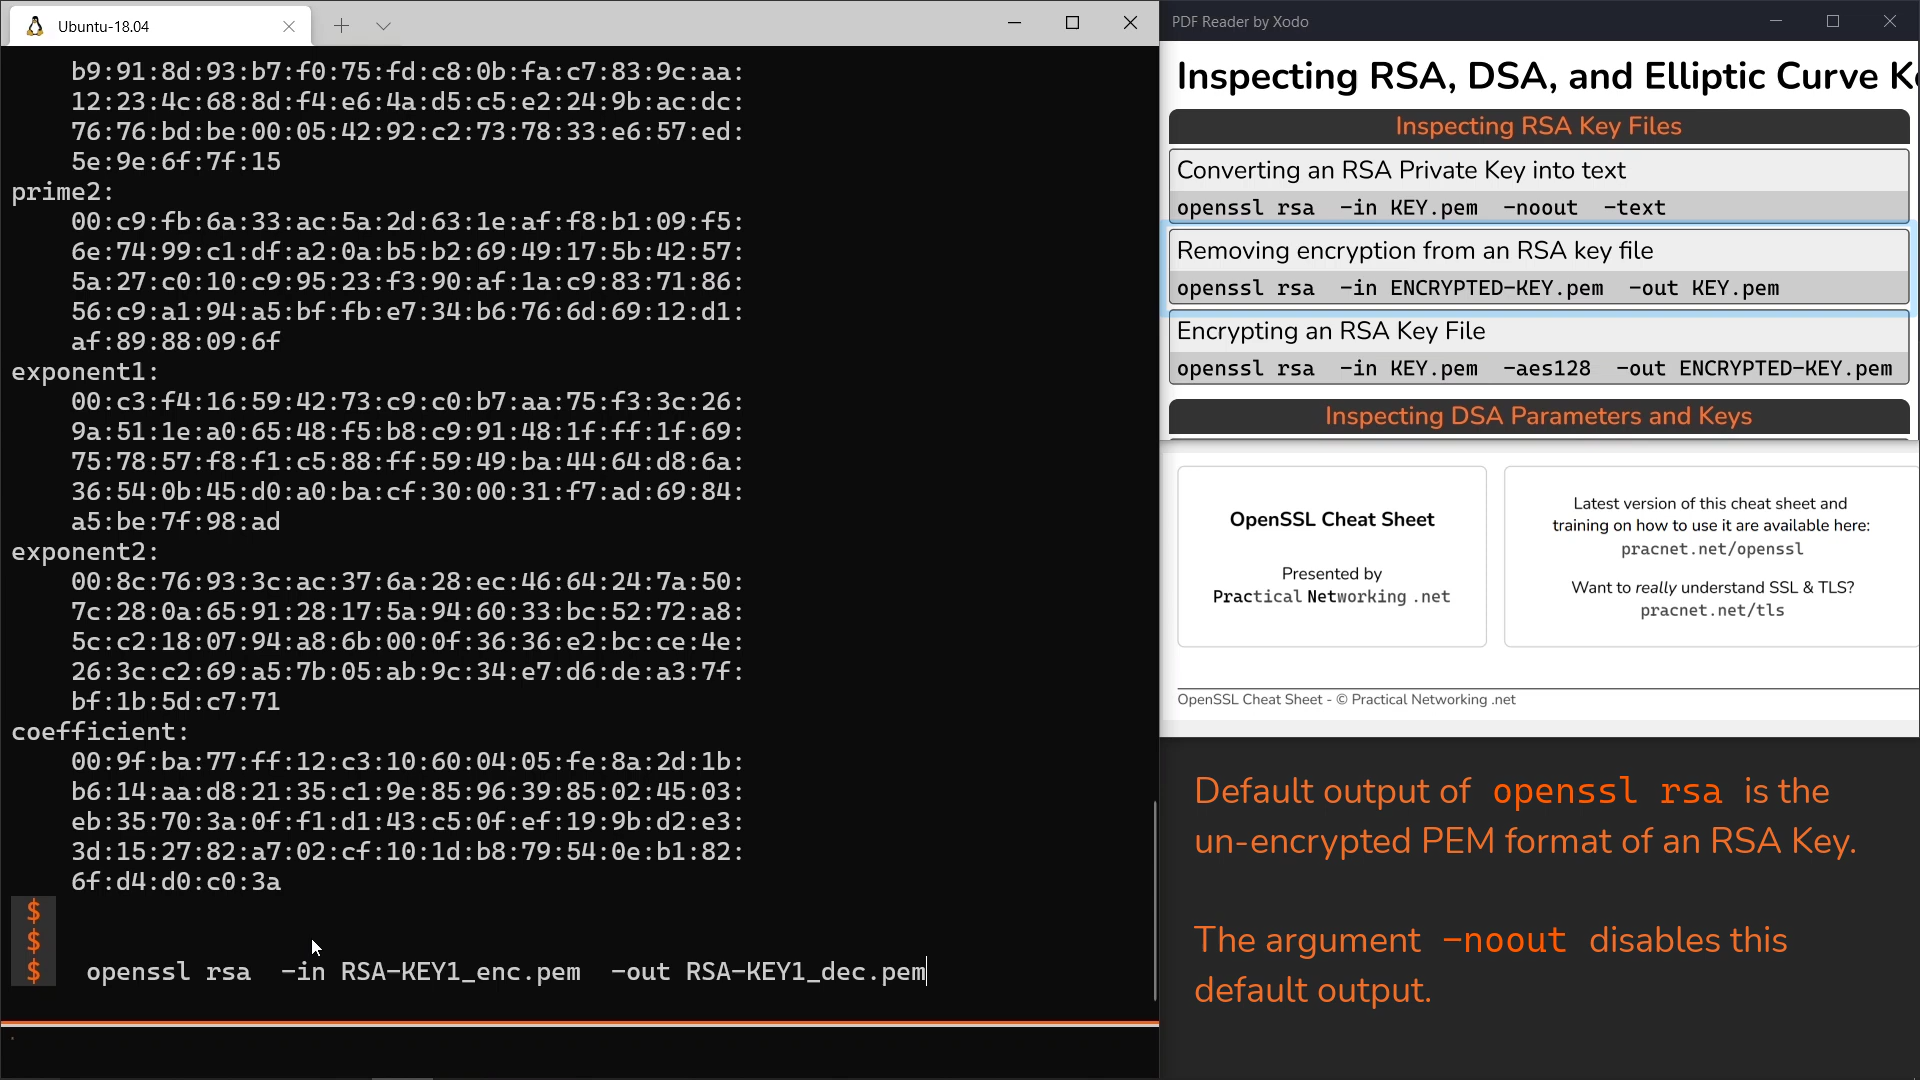 Ubuntu-18.04
b9:91:8d:93:b7:f0:75:fd:c8:0b:fa:c7:83:9c:aa:
12:23:4c:68:8d:f4:e6:4a:d5:c5:e2:24:9b:ac:dc:
76:76:bd:be:00:05:42:92:c2:73:78:33:e6:57:ed:
5e:9e:6f:7f:15
prime2:
00:c9:fb:6a:33:ac:5a:2d:63:1e:af:f8:b1:09:f5:
6e:74:99:c1:df:a2:0a:b5:b2:69:49:17:5b:42:57:
5a:27:c0:10:c9:95:23:f3:90:af:1a:c9:83:71:86:
56:c9:a1:94:a5:bf:fb:e7:34:b6:76:6d:69:12:d1:
af:89:88:09:6f
exponent1:
00:c3:f4:16:59:42:73:c9:c0:b7:aa:75:f3:3c:26:
9a:51:1e:a0:65:48:f5:b8:c9:91:48:1f:ff:1f:69:
75:78:57:f8:f1:c5:88:ff:59:49:ba:44:64:d8:6a:
36:54:0b:45:d0:a0:ba:cf:30:00:31:f7:ad:69:84:
a5:be:7f:98:ad
exponent2:
00:8c:76:93:3c:ac:37:6a:28:ec:46:64:24:7a:50:
7c:28:0a:65:91:28:17:5a:94:60:33:bc:52:72:a8:
5c:c2:18:07:94:a8:6b:00:0f:36:36:e2:bc:ce:4e:
26:3c:c2:69:a5:7b:05:ab:9c:34:e7:d6:de:a3:7f:
bf:1b:5d:c7:71
coefficient:
00:9f:ba:77:ff:12:c3:10:60:04:05:fe:8a:2d:1b:
b6:14:aa:d8:21:35:c1:9e:85:96:39:85:02:45:03:
eb:35:70:3a:0f:f1:d1:43:c5:0f:ef:19:9b:d2:e3:
3d:15:27:82:a7:02:cf:10:1d:b8:79:54:0e:b1:82:
6f:d4:d0:c0:3a
$
$
$ openssl rsa -in RSA-KEY1_enc.pem -out RSA-KEY1_dec.pem
PDF Reader by Xodo
Inspecting RSA, DSA, and Elliptic Curve
Inspecting RSA Key Files
Converting an RSA Private Key into text
openssl rsa -in KEY.pem -noout -text
Removing encryption from an RSA key file
openssl rsa -in ENCRYPTED-KEY.pem -out KEY.pem
Encrypting an RSA Key File
openssl rsa -in KEY.pem -aes128 -out ENCRYPTED-KEY.pem
Inspecting DSA Parameters and Keys
OpenSSL Cheat Sheet
Presented by
Practical Networking .net
Latest version of this cheat sheet and
training on how to use it are available here:
pracnet.net/openssl
Want to really understand SSL & TLS?
pracnet.net/tls
OpenSSL Cheat Sheet - © Practical Networking .net
Default output of openssl rsa is the
un-encrypted PEM format of an RSA Key.
The argument -noout disables this
default output.